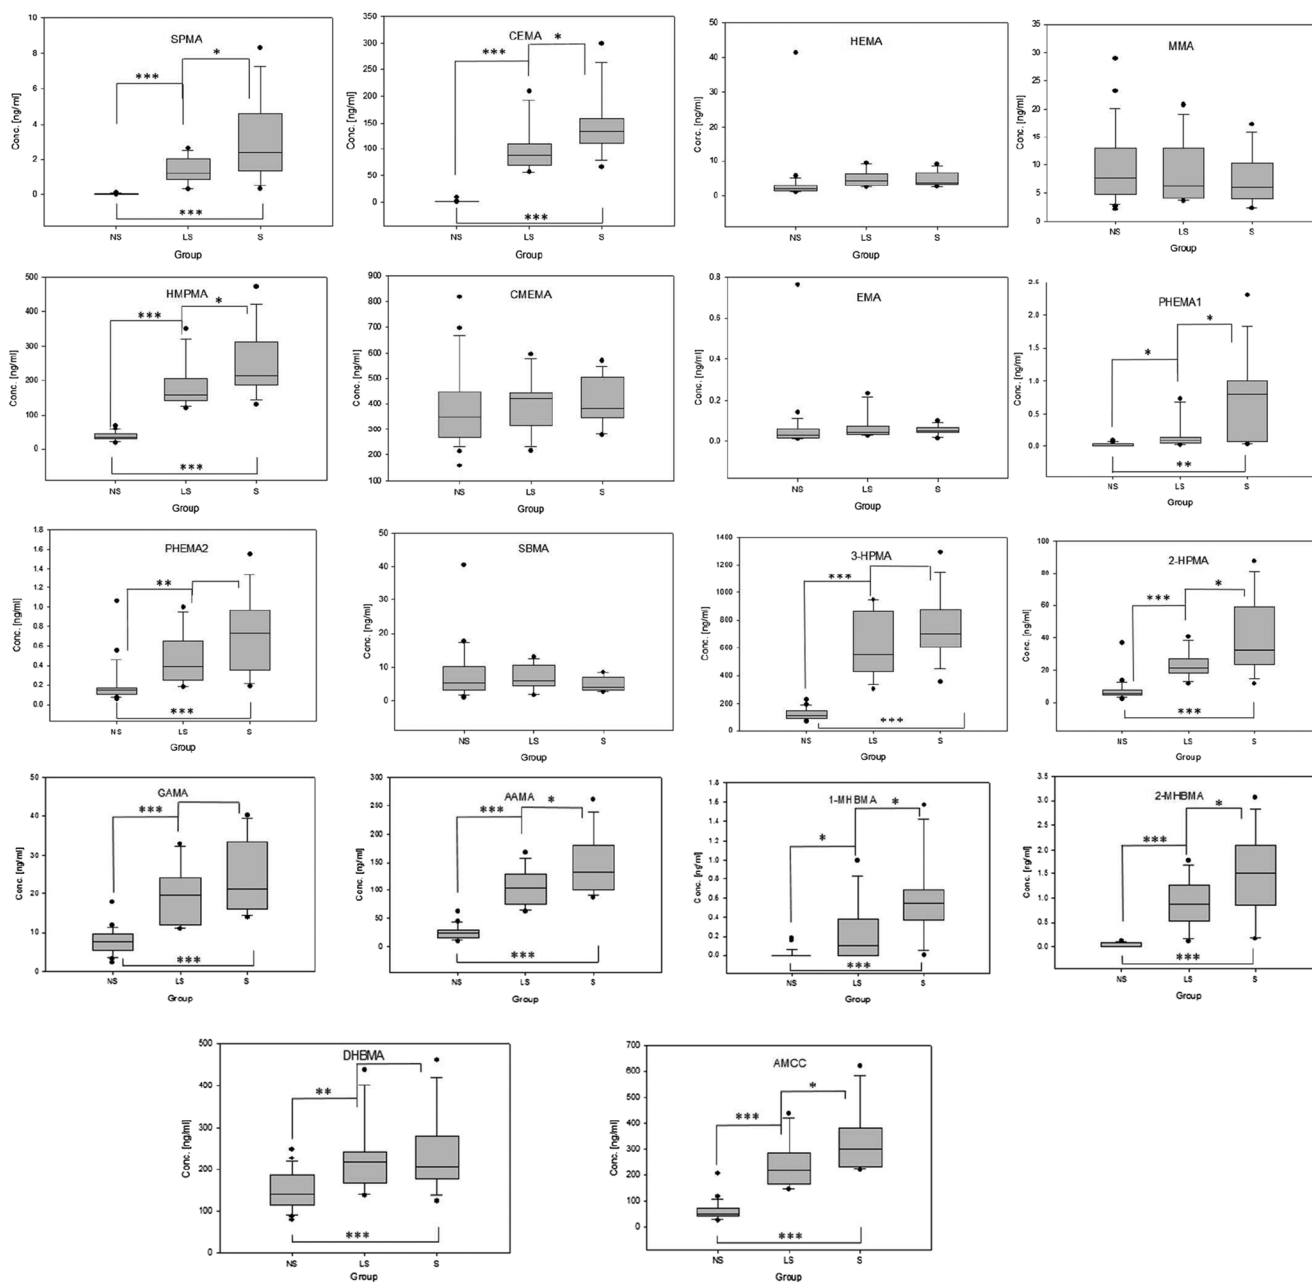 SPMA
Conc. [ng/ml]
10
8
6
4
2
0
***
*
***
NS LS S
Group
CEMA
Conc. [ng/ml]
350
300
250
200
150
100
50
0
***
*
***
NS LS S
Group
HEMA
Conc. [ng/ml]
50
40
30
20
10
0
NS LS S
Group
MMA
Conc. [ng/ml]
35
30
25
20
15
10
5
0
NS LS S
Group
HMPMA
Conc. [ng/ml]
500
400
300
200
100
0
***
*
***
NS LS S
Group
CMEMA
Conc. [ng/ml]
900
800
700
600
500
400
300
200
100
NS LS S
Group
EMA
Conc. [ng/ml]
0.8
0.6
0.4
0.2
0.0
NS LS S
Group
PHEMA1
Conc. [ng/ml]
2.5
2.0
1.5
1.0
0.5
0.0
*
*
**
NS LS S
Group
PHEMA2
Conc. [ng/ml]
1.8
1.6
1.4
1.2
1.0
0.8
0.6
0.4
0.2
0.0
**
***
NS LS S
Group
SBMA
Conc. [ng/ml]
50
40
30
20
10
0
NS LS S
Group
3-HPMA
Conc. [ng/ml]
1400
1200
1000
800
600
400
200
0
***
***
NS LS S
Group
2-HPMA
Conc. [ng/ml]
100
80
60
40
20
0
***
*
***
NS LS S
Group
GAMA
Conc. [ng/ml]
50
40
30
20
10
0
***
***
NS LS S
Group
AAMA
Conc. [ng/ml]
300
250
200
150
100
50
0
***
*
***
NS LS S
Group
1-MHBMA
Conc. [ng/ml]
1.8
1.6
1.4
1.2
1.0
0.8
0.6
0.4
0.2
0.0
*
*
***
NS LS S
Group
2-MHBMA
Conc. [ng/ml]
3.5
3.0
2.5
2.0
1.5
1.0
0.5
0.0
***
*
***
NS LS S
Group
DHBMA
Conc. [ng/ml]
500
400
300
200
100
0
**
***
NS LS S
Group
AMCC
Conc. [ng/ml]
700
600
500
400
300
200
100
0
***
*
***
NS LS S
Group